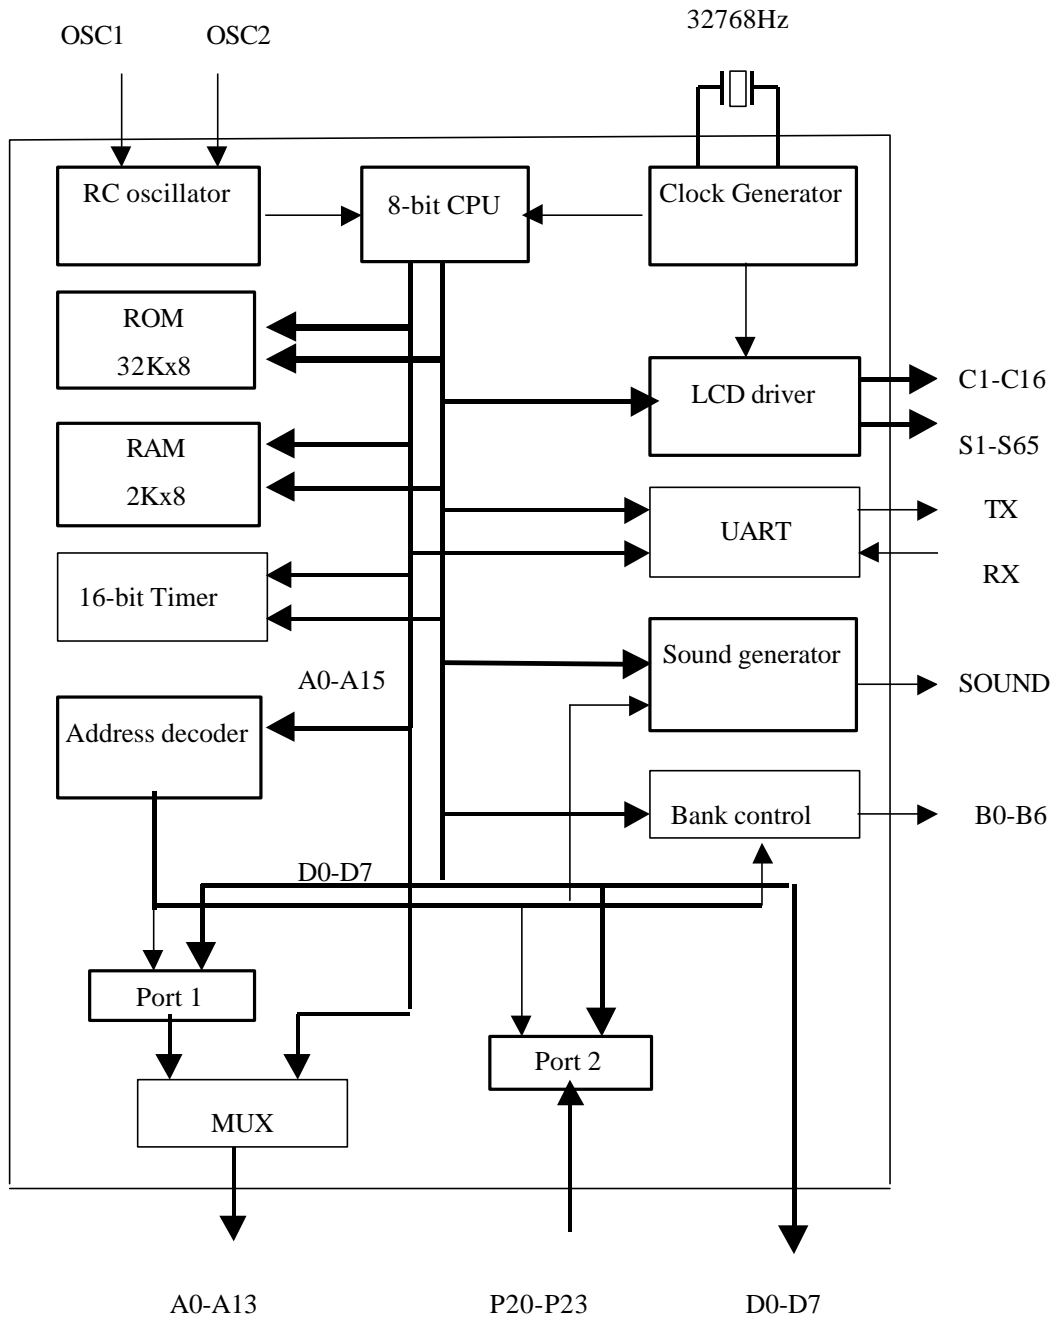 32768Hz
OSC1
OSC2
RC oscillator
8-bit CPU
Clock Generator
ROM
32Kx8
LCD driver
C1-C16
S1-S65
RAM
2Kx8
UART
TX
RX
16-bit Timer
Sound generator
SOUND
A0-A15
Address decoder
Bank control
B0-B6
D0-D7
Port 1
Port 2
MUX
A0-A13
P20-P23
D0-D7